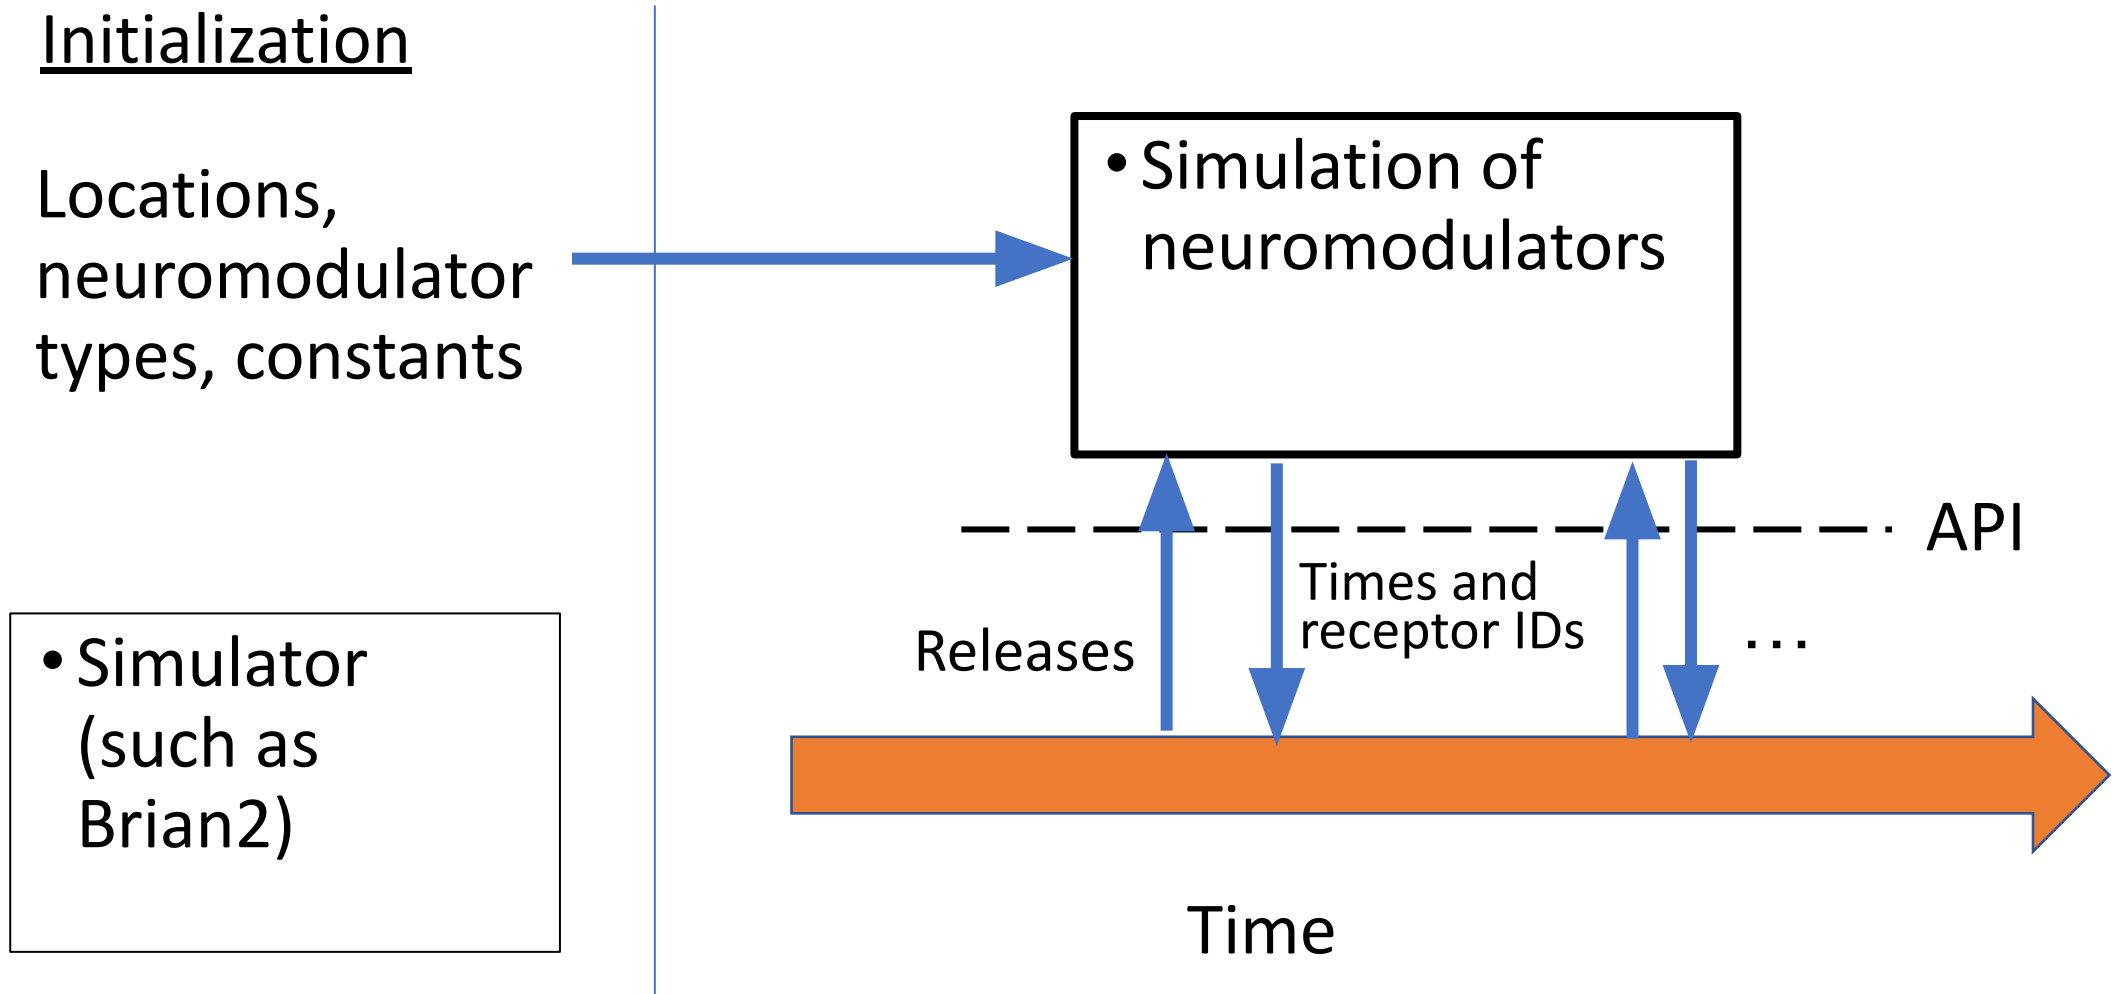 Initialization
Locations,
neuromodulator
types, constants
• Simulator
(such as
Brian2)
• Simulation of
neuromodulators
API
Times and
receptor IDs
Releases
...
Time